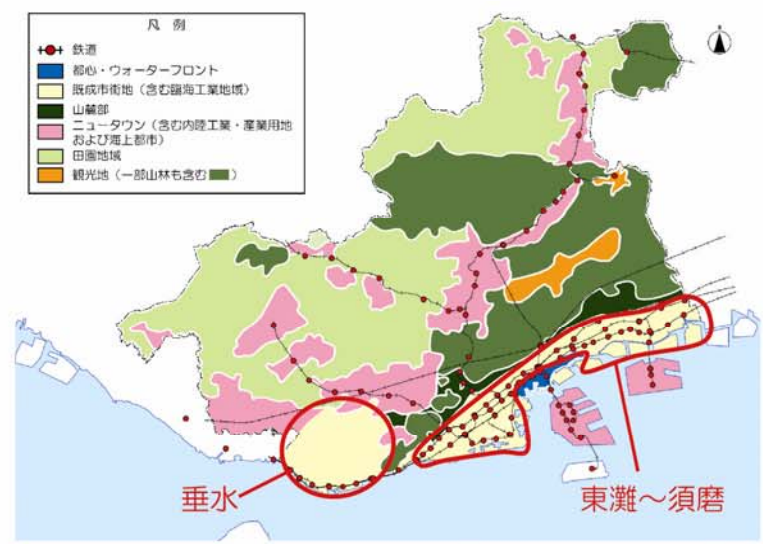 凡 例
鉄道
都心・ウォーターフロント
既成市街地（含む臨海工業地域）
山麓部
ニュータウン（含む内陸工業・産業用地
および海上都市）
田園地域
観光地（一部山林も含む　）
垂水
東灘～須磨